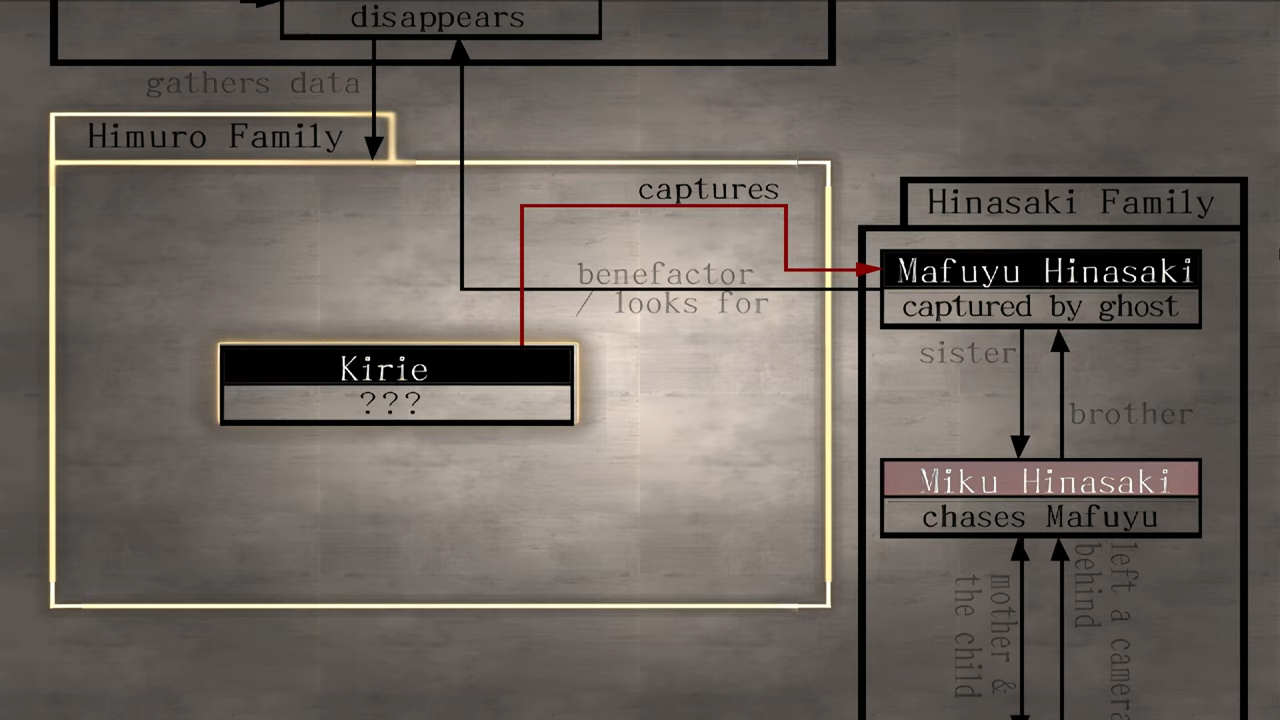 disappears
gathers data
Himuro Family
captures
Hinasaki Family
benefactor
/ looks for
Mafuyu Hinasaki
captured by ghost
sister
Kirie
???
brother
Miku Hinasaki
chases Mafuyu
mother &
the child
left a camera
behind